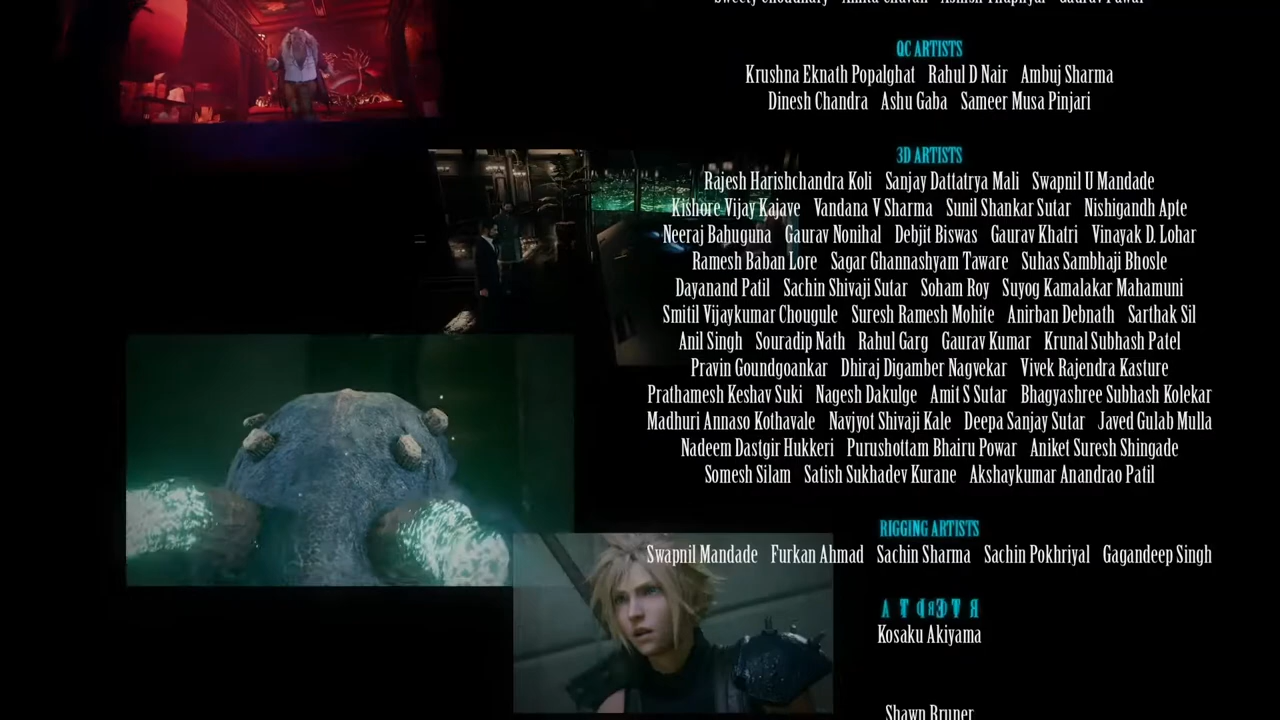 QC ARTISTS
Krushna Eknath Popalghat Rahul D Nair Ambuj Sharma
Dinesh Chandra Ashu Gaba Sameer Musa Pinjari
3D ARTISTS
Rajesh Harishchandra Koli Sanjay Dattatrya Mali Swapnil U Mandade
Kishore Vijay Kajave Vandana V Sharma Sunil Shankar Sutar Nishigandh Apte
Neeraj Bahuguna Gaurav Nonihal Debjit Biswas Gaurav Khatri Vinayak D. Lohar
Ramesh Baban Lore Sagar Ghannashyam Taware Suhas Sambhaji Bhosle
Dayanand Patil Sachin Shivaji Sutar Soham Roy Suyog Kamalakar Mahamuni
Smitil Vijaykumar Chougule Suresh Ramesh Mohite Anirban Debnath Sarthak Sil
Anil Singh Souradip Nath Rahul Garg Gaurav Kumar Krunal Subhash Patel
Pravin Goundgoankar Dhiraj Digamber Nagvekar Vivek Rajendra Kasture
Prathamesh Keshav Suki Nagesh Dakulge Amit S Sutar Bhagyashree Subhash Kolekar
Madhuri Annaso Kothavale Navjyot Shivaji Kale Deepa Sanjay Sutar Javed Gulab Mulla
Nadeem Dastgir Hukkeri Purushottam Bhairu Powar Aniket Suresh Shingade
Somesh Silam Satish Sukhadev Kurane Akshaykumar Anandrao Patil
RIGGING ARTISTS
Swapnil Mandade Furkan Ahmad Sachin Sharma Sachin Pokhriyal Gagandeep Singh
Kosaku Akiyama
Shawn Bruner